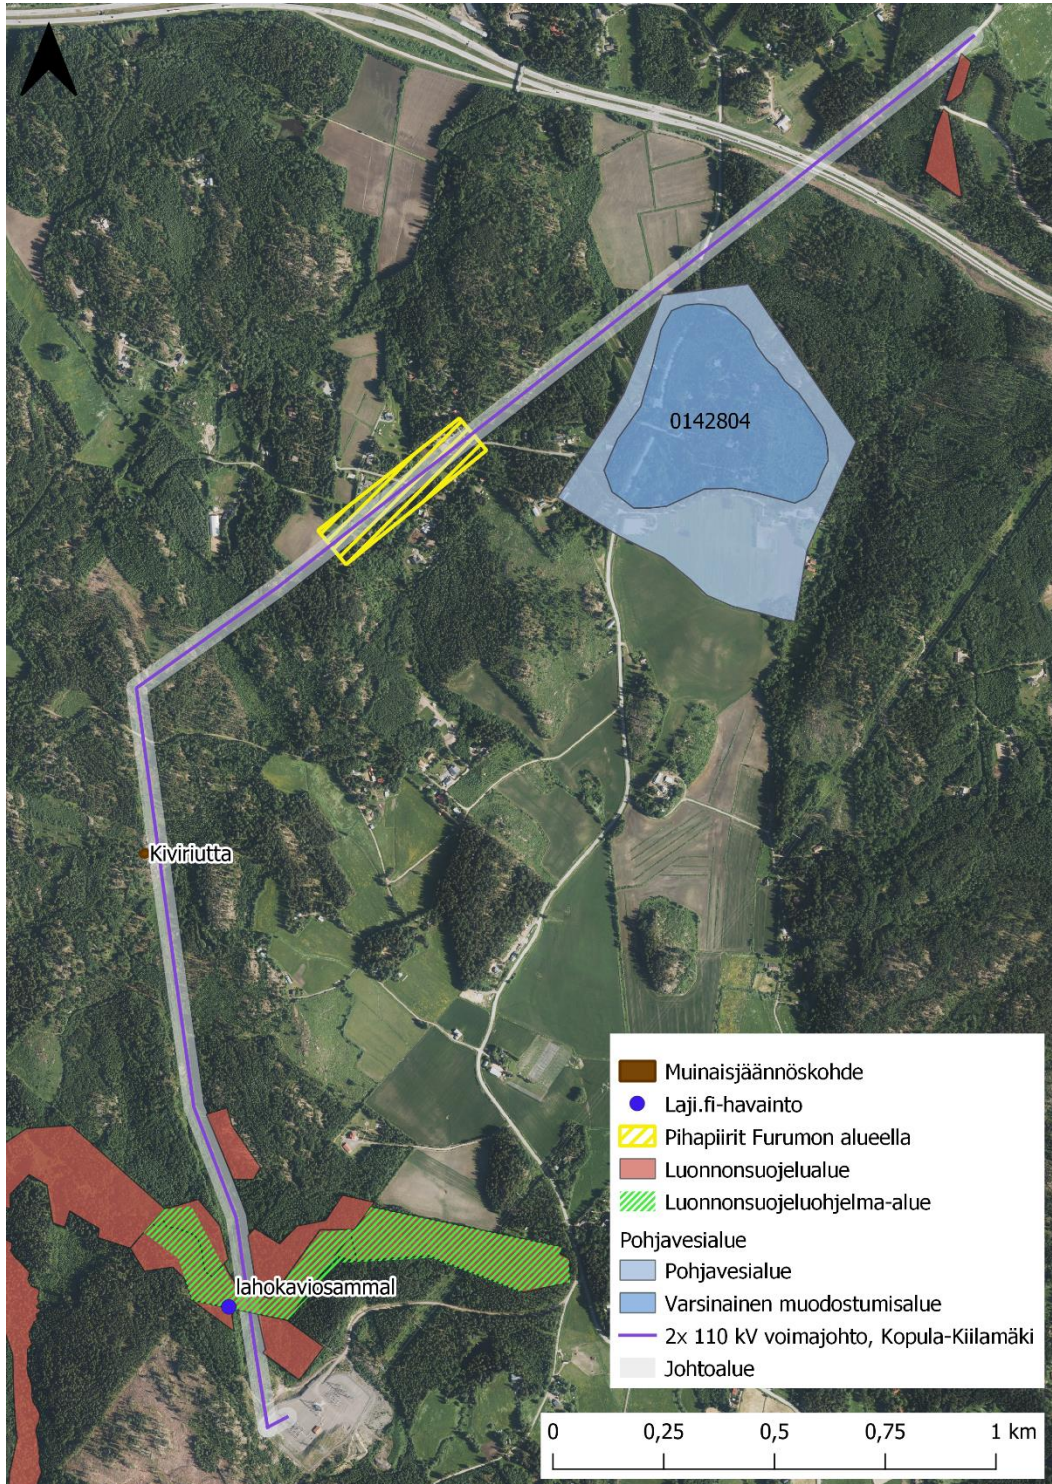 0142804
Kiviriutta
lahokaviosammal
Muinaisjäännöskohde
Laji.fi-havainto
Pihapiirit Furumon alueella
Luonnonsuojelualue
Luonnonsuojeluohjelma-alue
Pohjavesialue
Pohjavesialue
Varsinainen muodostumisalue
2x 110 kV voimajohto, Kopula-Kiilamäki
Johtoalue
0 0,25 0,5 0,75 1 km